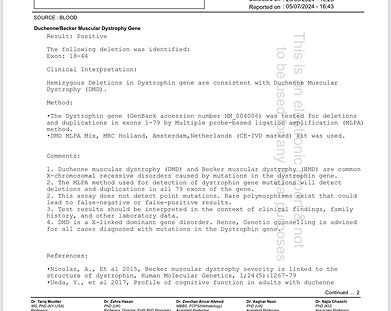 Reported on : 05/07/2024 - 16:44
SOURCE : BLOOD
Duchenne/Becker Muscular Dystrophy Gene
Result: Positive
The following deletion was identified:
Exon: 18-44
Clinical Interpretation:
Hemizygous Deletions in Dystrophin gene are consistent with Duchenne Muscular
Dystrophy (DMD).
Method:
•The Dystrophin gene (GenBank accession number NM_004006) was tested for deletions
and duplications in exons 1-79 by Multiple probe-based ligation amplification (MLPA)
method.
•DMD MLPA Mix, MRC Holland, Amsterdam,Netherlands (CE-IVD marked) kit was used.
Comments:
1. Duchenne muscular dystrophy (DMD) and Becker muscular dystrophy (BMD) are common
X-chromosomal recessive disorders caused by mutations in the dystrophin gene.
2. The MLPA method used for detection of dystrophin gene mutations will detect
deletions and duplications in all 79 exons of the gene.
2. This assay does not detect point mutations. Rare polymorphisms exist that could
lead to false-negative or false-positive results.
3. Test results should be interpreted in the context of clinical findings, family
history, and other laboratory data.
4. DMD is a X-linked dominant gene disorder. Hence, Genetic counselling is advised
for all cases diagnosed with mutations in the Dystrophin gene.
References:
•Nicolas, A., Et al 2015, Becker muscular dystrophy severity is linked to the
structure of dystrophin, Human Molecular Genetics, 1;24(5):1267-79
•Ueda, Y., et al 2017, Profile of cognitive function in adults with duchenne
Continued ... 2
Dr. Tariq Moatter
Dr. Zahra Hasan
Dr. Zeeshan Ansar Ahmed
Dr. Asghar Nasir
Dr. Najia Ghanchi
This is an electronic report & not
to be used for any legal purposes